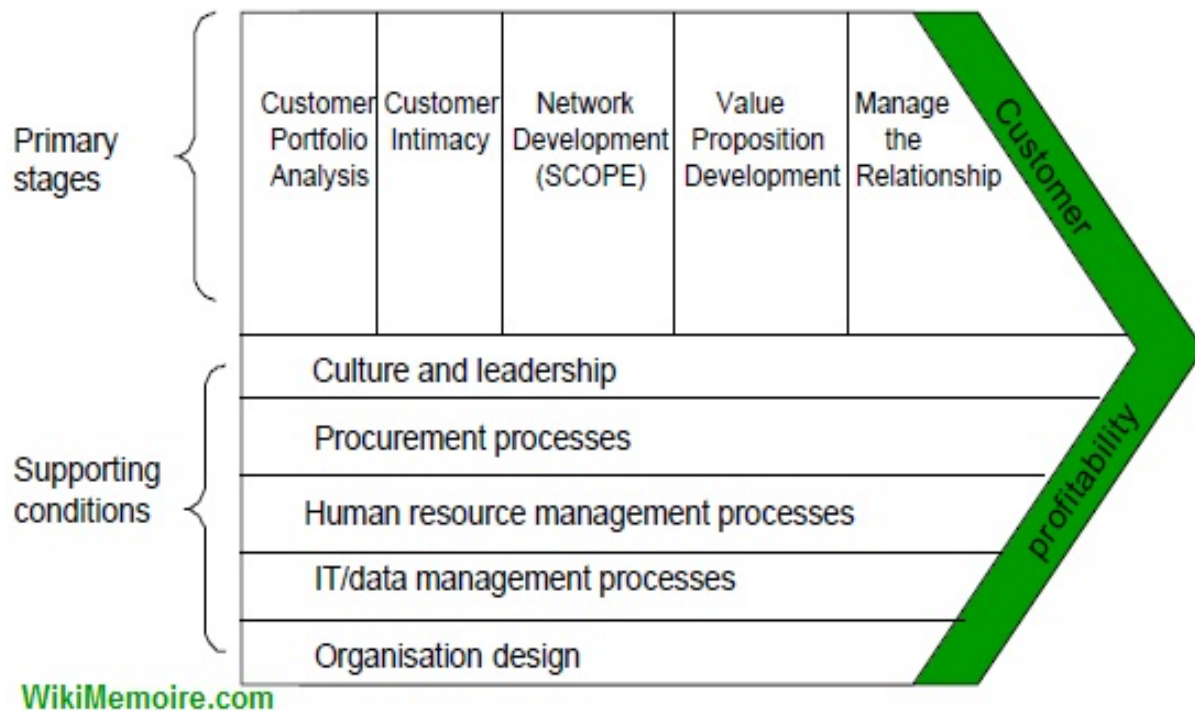 Primary
stages
Customer
Portfolio
Analysis
Customer
Intimacy
Network
Development
(SCOPE)
Value
Proposition
Development
Manage
the
Relationship
Customer
profitability
Supporting
conditions
Culture and leadership
Procurement processes
Human resource management processes
IT/data management processes
Organisation design
WikiMemoire.com